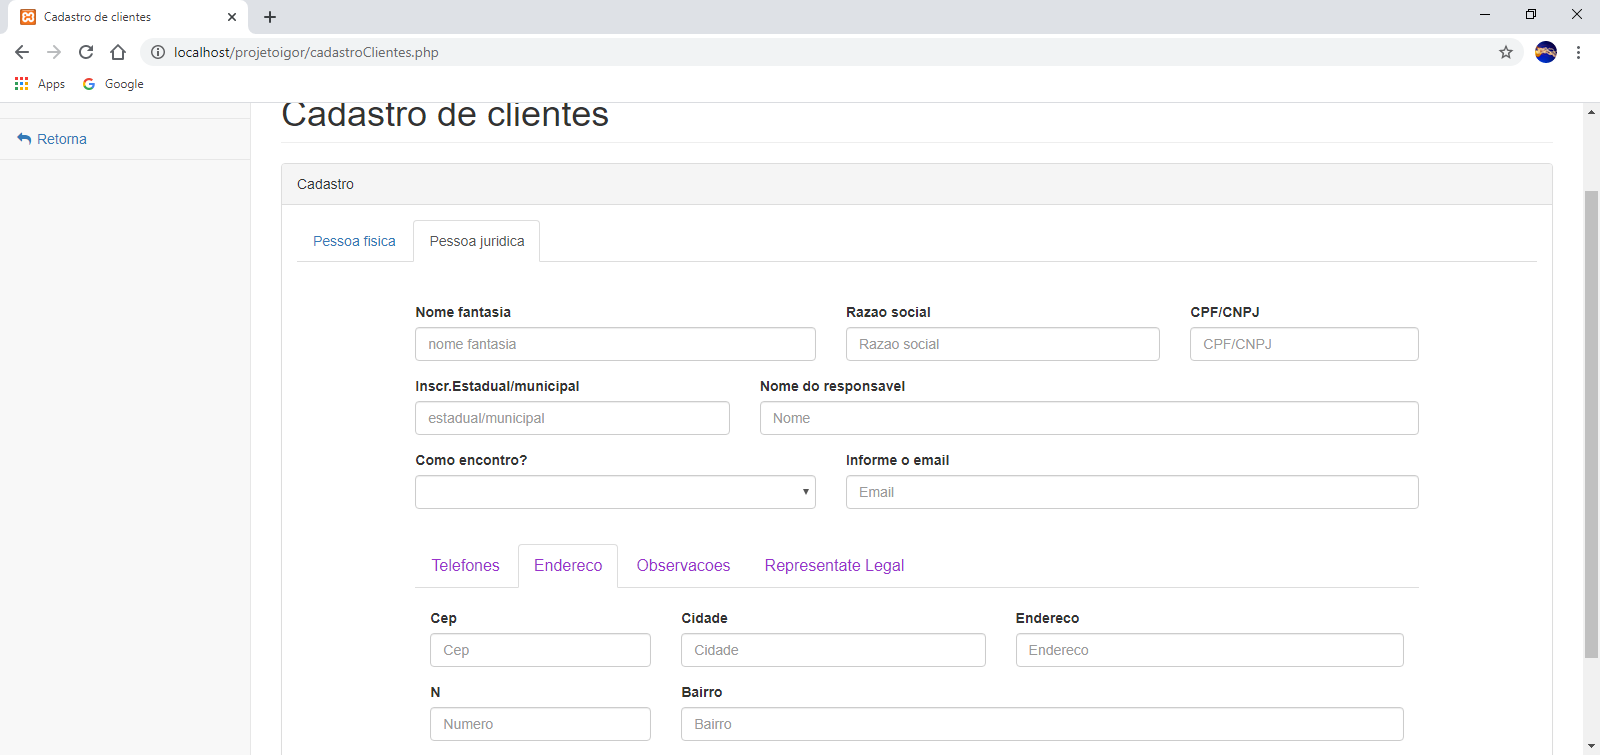 Cadastro de clientes
localhost/projetoigor/cadastroClientes.php
Apps Google
Cadastro de clientes
Retorna
Cadastro
Pessoa fisica Pessoa juridica
Nome fantasia Razao social CPF/CNPJ
nome fantasia Razao social CPF/CNPJ
Inscr.Estadual/municipal Nome do responsavel
estadual/municipal Nome
Como encontro? Informe o email
Email
Telefones Endereco Observacoes Representate Legal
Cep Cidade Endereco
Cep Cidade Endereco
N Bairro
Numero Bairro